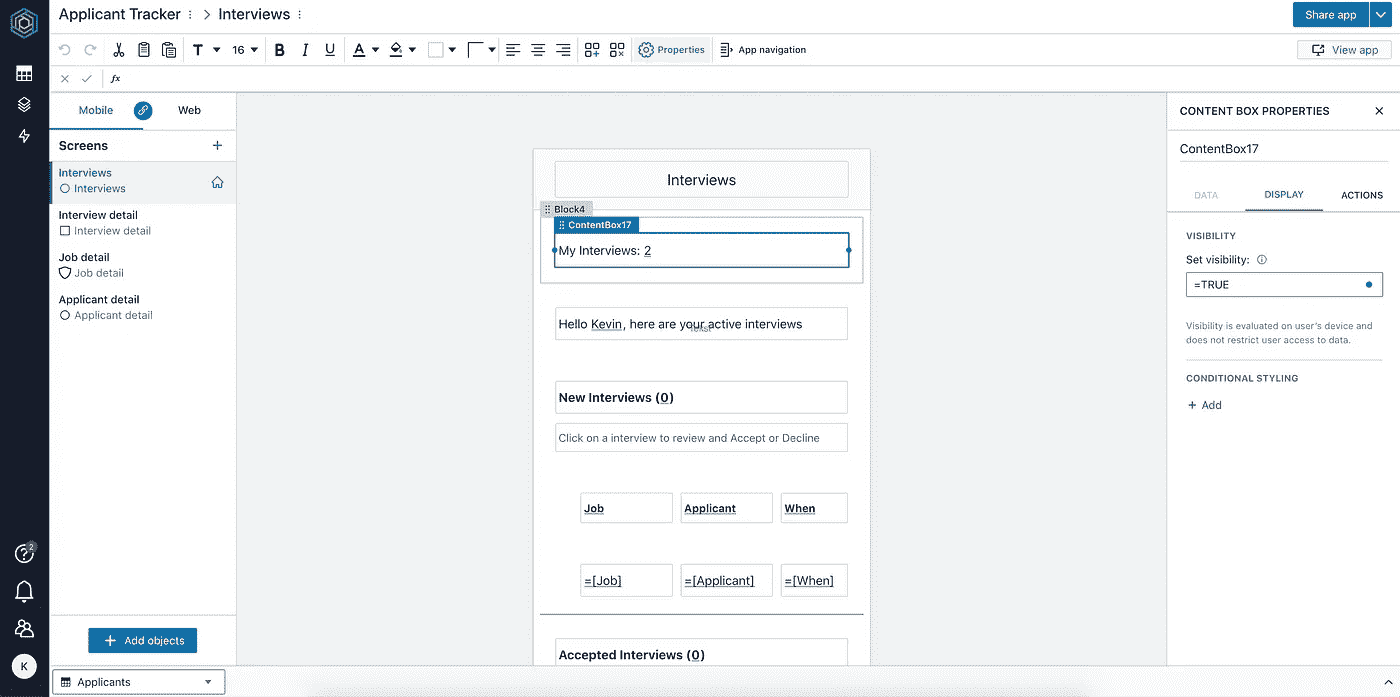 Applicant Tracker
Interviews
Share app
T
16
B
I
U
A
Properties
App navigation
View app
fx
Mobile
Web
Screens
Interviews
Interviews
Interview detail
Interview detail
Job detail
Job detail
Applicant detail
Applicant detail
2
K
Add objects
Applicants
Interviews
Block4
ContentBox17
My Interviews: 2
Hello Kevin, here are your active interviews
New Interviews (0)
Click on a interview to review and Accept or Decline
Job Applicant When
=[Job] =[Applicant] =[When]
Accepted Interviews (0)
CONTENT BOX PROPERTIES
ContentBox17
DATA DISPLAY ACTIONS
VISIBILITY
Set visibility:
=TRUE
Visibility is evaluated on user's device and
does not restrict user access to data.
CONDITIONAL STYLING
+ Add